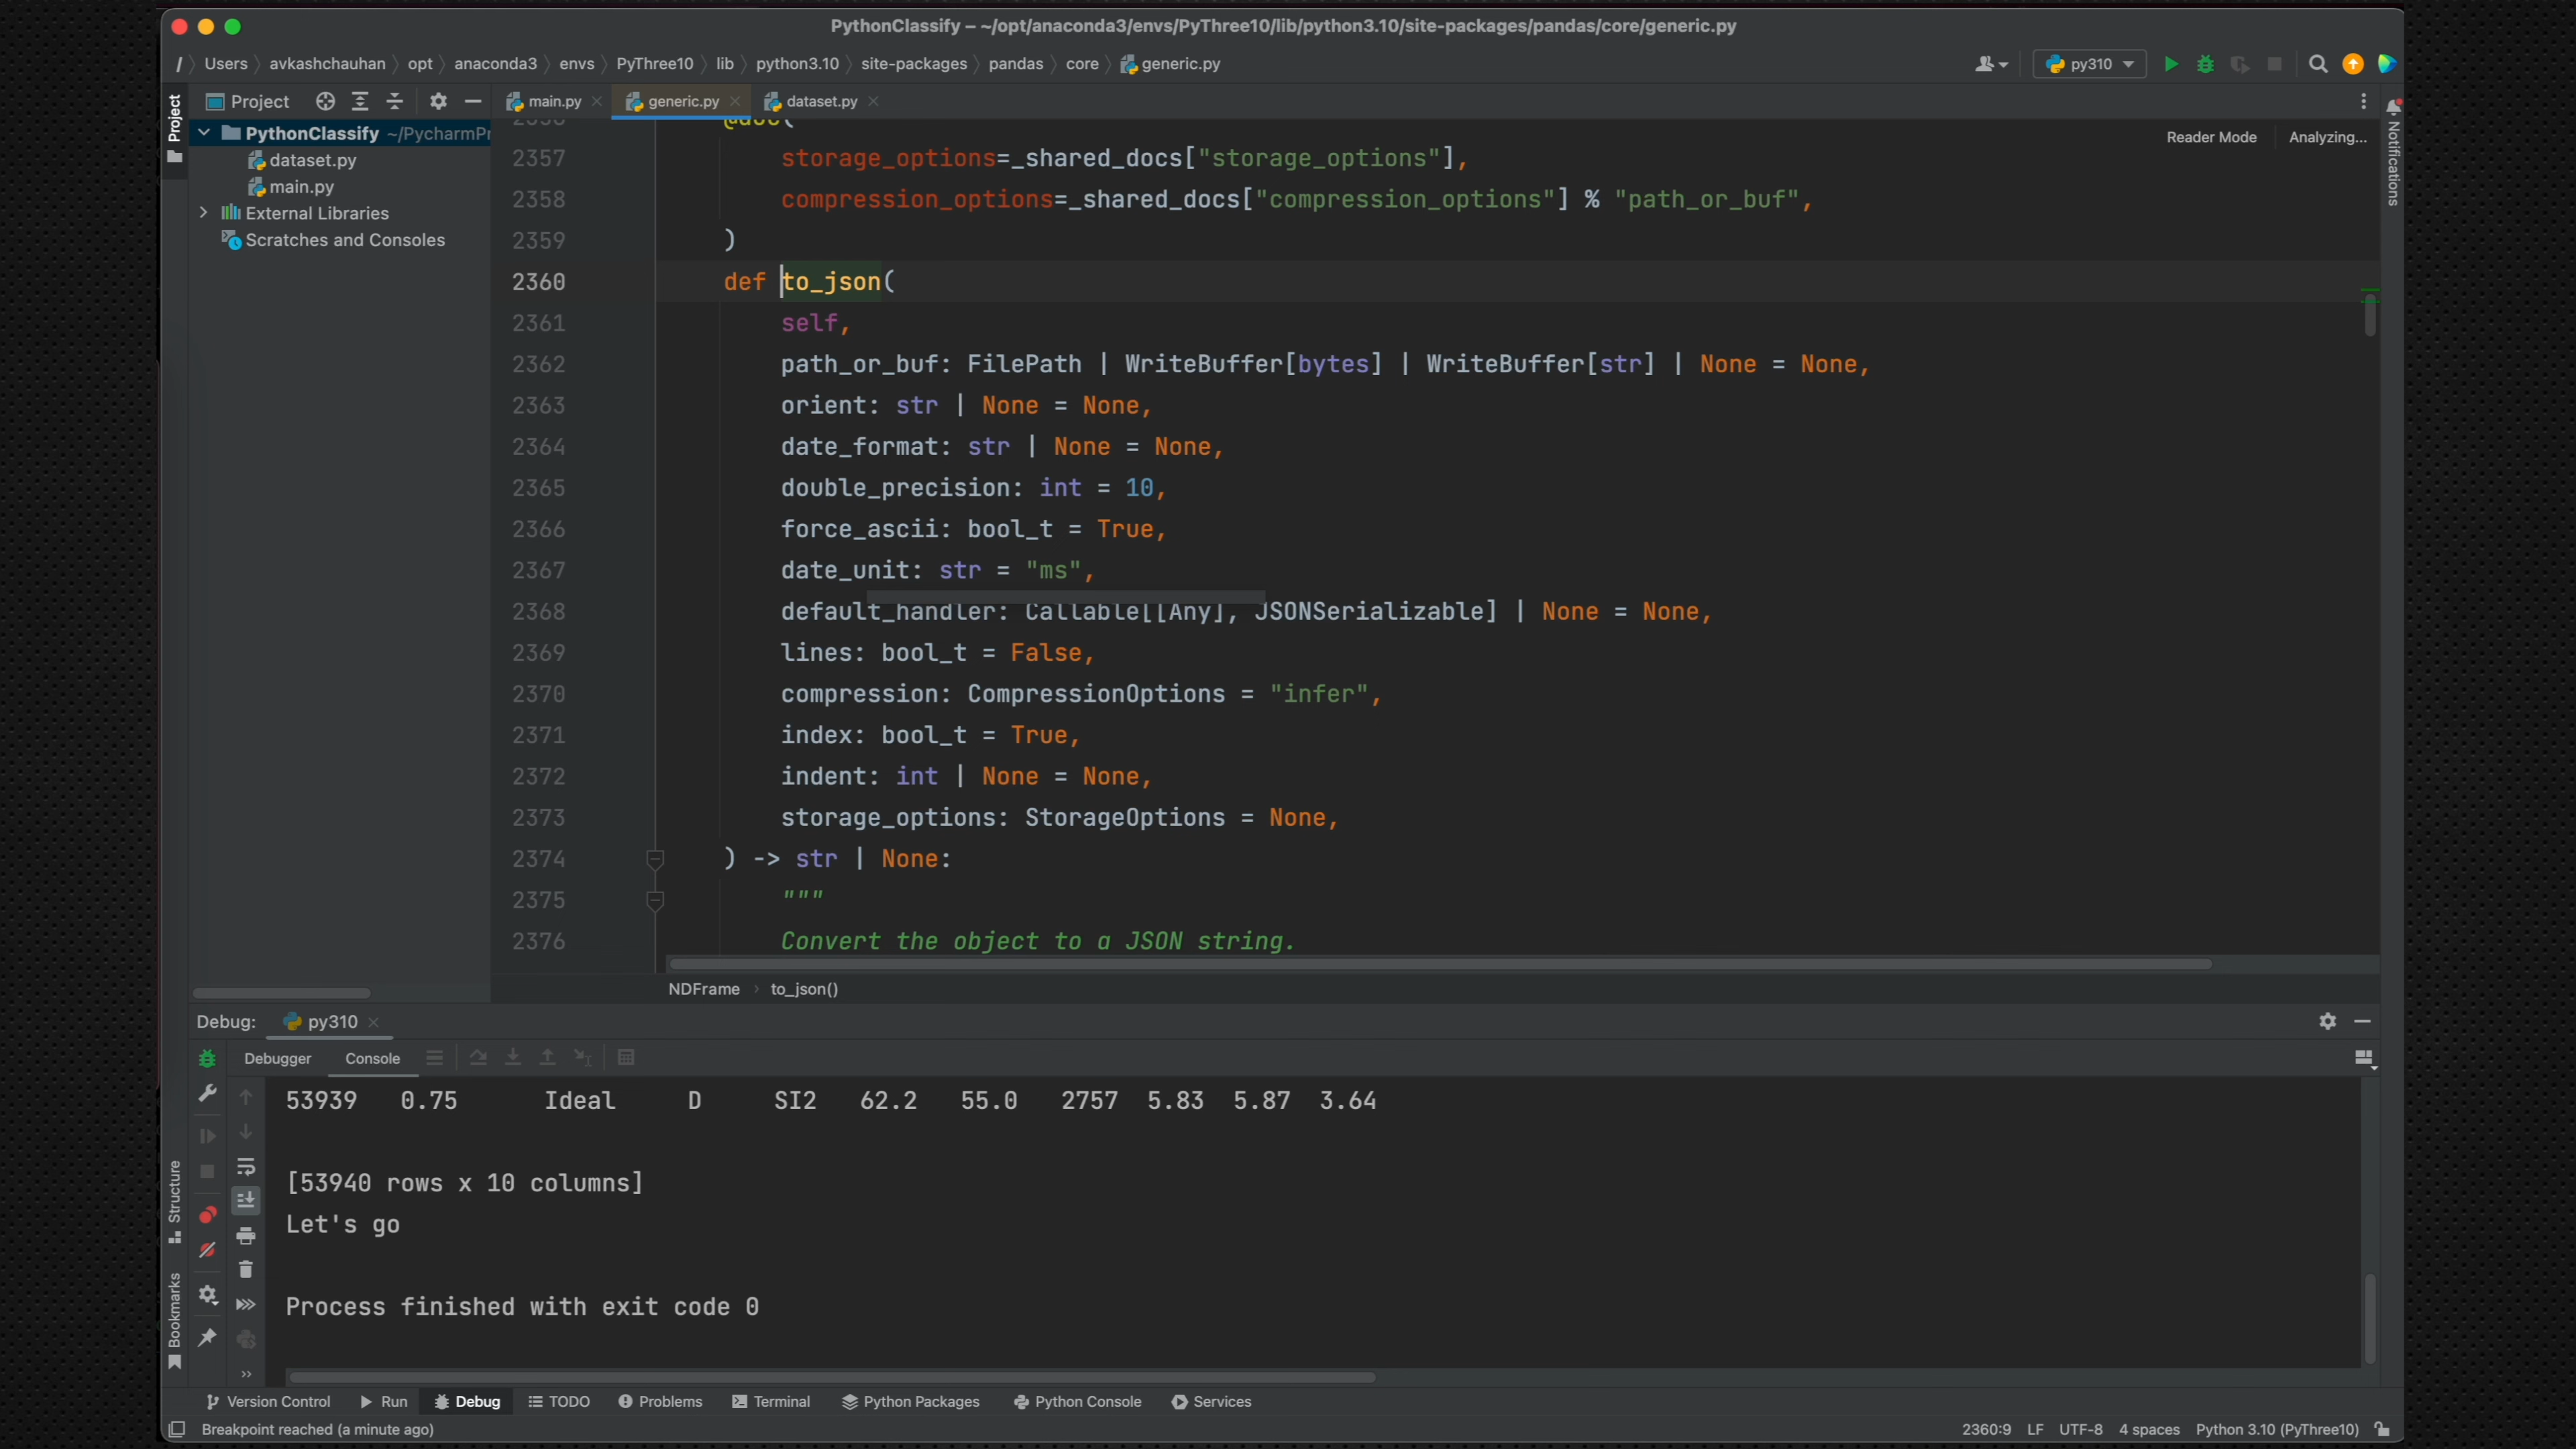 PythonClassify – ~/opt/anaconda3/envs/PyThree10/lib/python3.10/site-packages/pandas/core/generic.py
/ Users avkashchauhan opt anaconda3 envs PyThree10 lib python3.10 site-packages pandas core generic.py
py310
Project
Project
main.py
generic.py
dataset.py
Notifications
PythonClassify ~/PycharmPr
dataset.py
main.py
External Libraries
Scratches and Consoles
Reader Mode
Analyzing...
@doc(
2357 storage_options=_shared_docs["storage_options"],
2358 compression_options=_shared_docs["compression_options"] % "path_or_buf",
2359 )
2360 def to_json(
2361 self,
2362 path_or_buf: FilePath | WriteBuffer[bytes] | WriteBuffer[str] | None = None,
2363 orient: str | None = None,
2364 date_format: str | None = None,
2365 double_precision: int = 10,
2366 force_ascii: bool_t = True,
2367 date_unit: str = "ms",
2368 default_handler: Callable[[Any], JSONSerializable] | None = None,
2369 lines: bool_t = False,
2370 compression: CompressionOptions = "infer",
2371 index: bool_t = True,
2372 indent: int | None = None,
2373 storage_options: StorageOptions = None,
2374 ) -> str | None:
2375 """
2376 Convert the object to a JSON string.
NDFrame to_json()
Debug: py310
Debugger Console
53939 0.75 Ideal D SI2 62.2 55.0 2757 5.83 5.87 3.64
[53940 rows x 10 columns]
Let's go
Process finished with exit code 0
Structure
Bookmarks
Version Control Run Debug TODO Problems Terminal Python Packages Python Console Services
Breakpoint reached (a minute ago)
2360:9 LF UTF-8 4 spaces Python 3.10 (PyThree10)